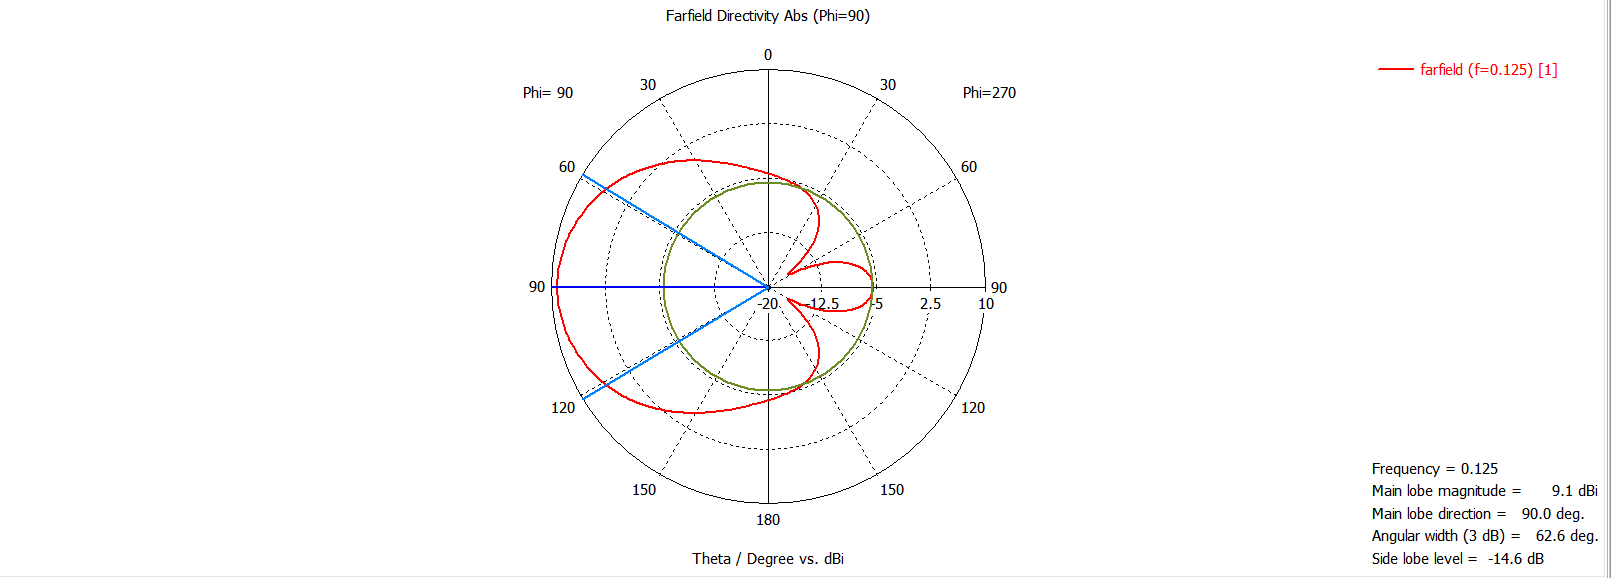 Farfield Directivity Abs (Phi=90)
0
30
30
Phi= 90
Phi=270
farfield (f=0.125) [1]
60
60
90
90
-20
-12.5
-5
2.5
10
120
120
150
150
180
Theta / Degree vs. dBi
Frequency = 0.125
Main lobe magnitude = 9.1 dBi
Main lobe direction = 90.0 deg.
Angular width (3 dB) = 62.6 deg.
Side lobe level = -14.6 dB